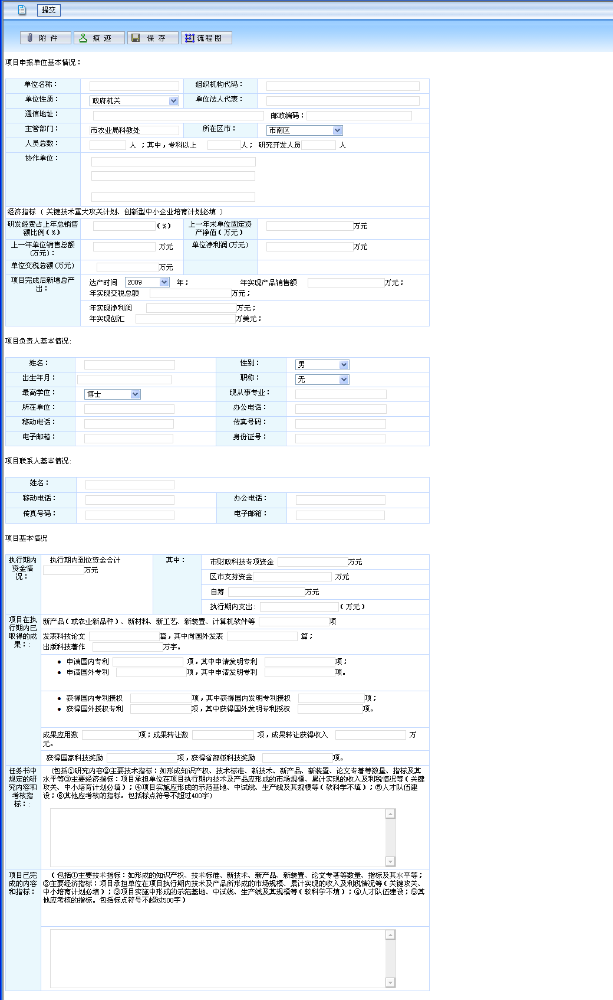 提交
附 件 痕 迹 保 存 流程图
项目申报单位基本情况：
单位名称： 组织机构代码：
单位性质： 政府机关 单位法人代表：
通信地址： 邮政编码：
主管部门： 市农业局科教处 所在区市： 市南区
人员总数： 人 ；其中，专科以上 人； 研究开发人员 人
协作单位：
经济指标 （ 关键技术重大攻关计划、创新型中小企业培育计划必填 ）
研发经费占上年总销售 (%) 上一年末单位固定资 万元
额比例(%) 产净值（万元）
上一年单位销售总额 万元 单位净利润(万元) 万元
(万元)：
单位交税总额(万元) 万元
项目完成后新增总产 达产时间 2009 年； 年实现产品销售额 万元；
出： 年实现交税总额 万元；
年实现净利润 万元；
年实现创汇 万美元；
项目负责人基本情况:
姓名： 性别： 男
出生年月： 职称： 无
最高学位： 博士 现从事专业：
所在单位： 办公电话：
移动电话： 传真号码：
电子邮箱： 身份证号：
项目联系人基本情况:
姓名：
移动电话： 办公电话：
传真号码： 电子邮箱：
项目基本情况
执行期内 执行期内到位资金合计 其中： 市财政科技专项资金 万元
资金情 万元
况： 区市支持资金 万元
自筹 万元
执行期内支出: (万元)
项目在执 新产品(或农业新品种)、新材料、新工艺、新装置、计算机软件等 项
行期内已
取得的成 发表科技论文 篇，其中向国外发表 篇；
果：: 出版科技著作 万字。
● 申请国内专利 项，其中申请发明专利 项；
● 申请国外专利 项，其中申请发明专利 项。
● 获得国内专利授权 项，其中获得国内发明专利授权 项；
● 获得国外授权专利 项，其中获得国外发明专利授权 项。
成果应用数 项；成果转让数 项，成果转让获得收入 万
元。
获得国家科技奖励 项，获得省部级科技奖励 项。
任务书中 (包括①研究内容②主要技术指标：如形成知识产权、技术标准、新技术、新产品、新装置、论文专著等数量、指标及其
规定的研 水平等③主要经济指标：项目承担单位在项目执行期内技术及产品应形成的市场规模、累计实现的收入及利税情况等(关键
究内容和 攻关、中小培育计划必填)；④项目实施应形成的示范基地、中试线、生产线及其规模等(软科学不填)；⑤人才队伍建
考核指 设；⑥其他应考核的指标。包括标点符号不超过400字)
标：:
项目已完 (包括①主要技术指标：如形成的知识产权、技术标准、新技术、新产品、新装置、论文专著等数量、指标及其水平等；
成的内容 ②主要经济指标：项目承担单位在项目执行期内技术及产品所形成的市场规模、累计实现的收入及利税情况等(关键攻关、
和指标： 中小培育计划必填)；③项目实施中形成的示范基地、中试线、生产线及其规模等(软科学不填)；④人才队伍建设；⑤其
他应考核的指标。包括标点符号不超过500字)